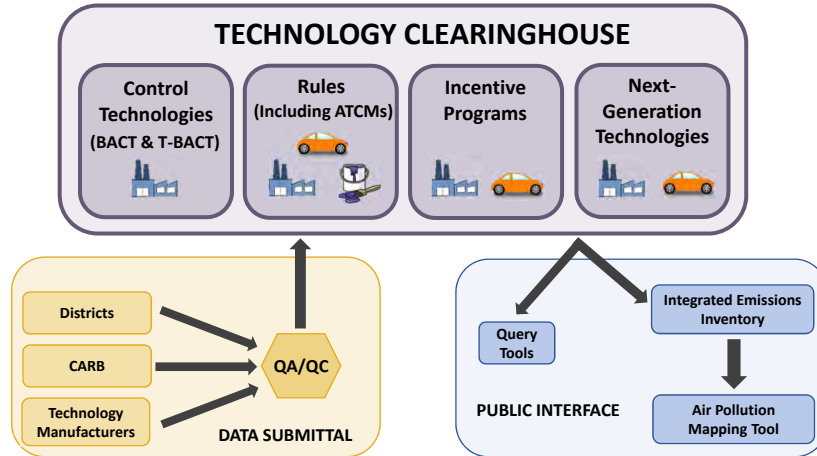 TECHNOLOGY CLEARINGHOUSE
Control
Technologies
(BACT & T-BACT)
Rules
(Including ATCMs)
Incentive
Programs
Next-
Generation
Technologies
Districts
CARB
Technology
Manufacturers
QA/QC
DATA SUBMITTAL
Query
Tools
Integrated Emissions
Inventory
PUBLIC INTERFACE
Air Pollution
Mapping Tool